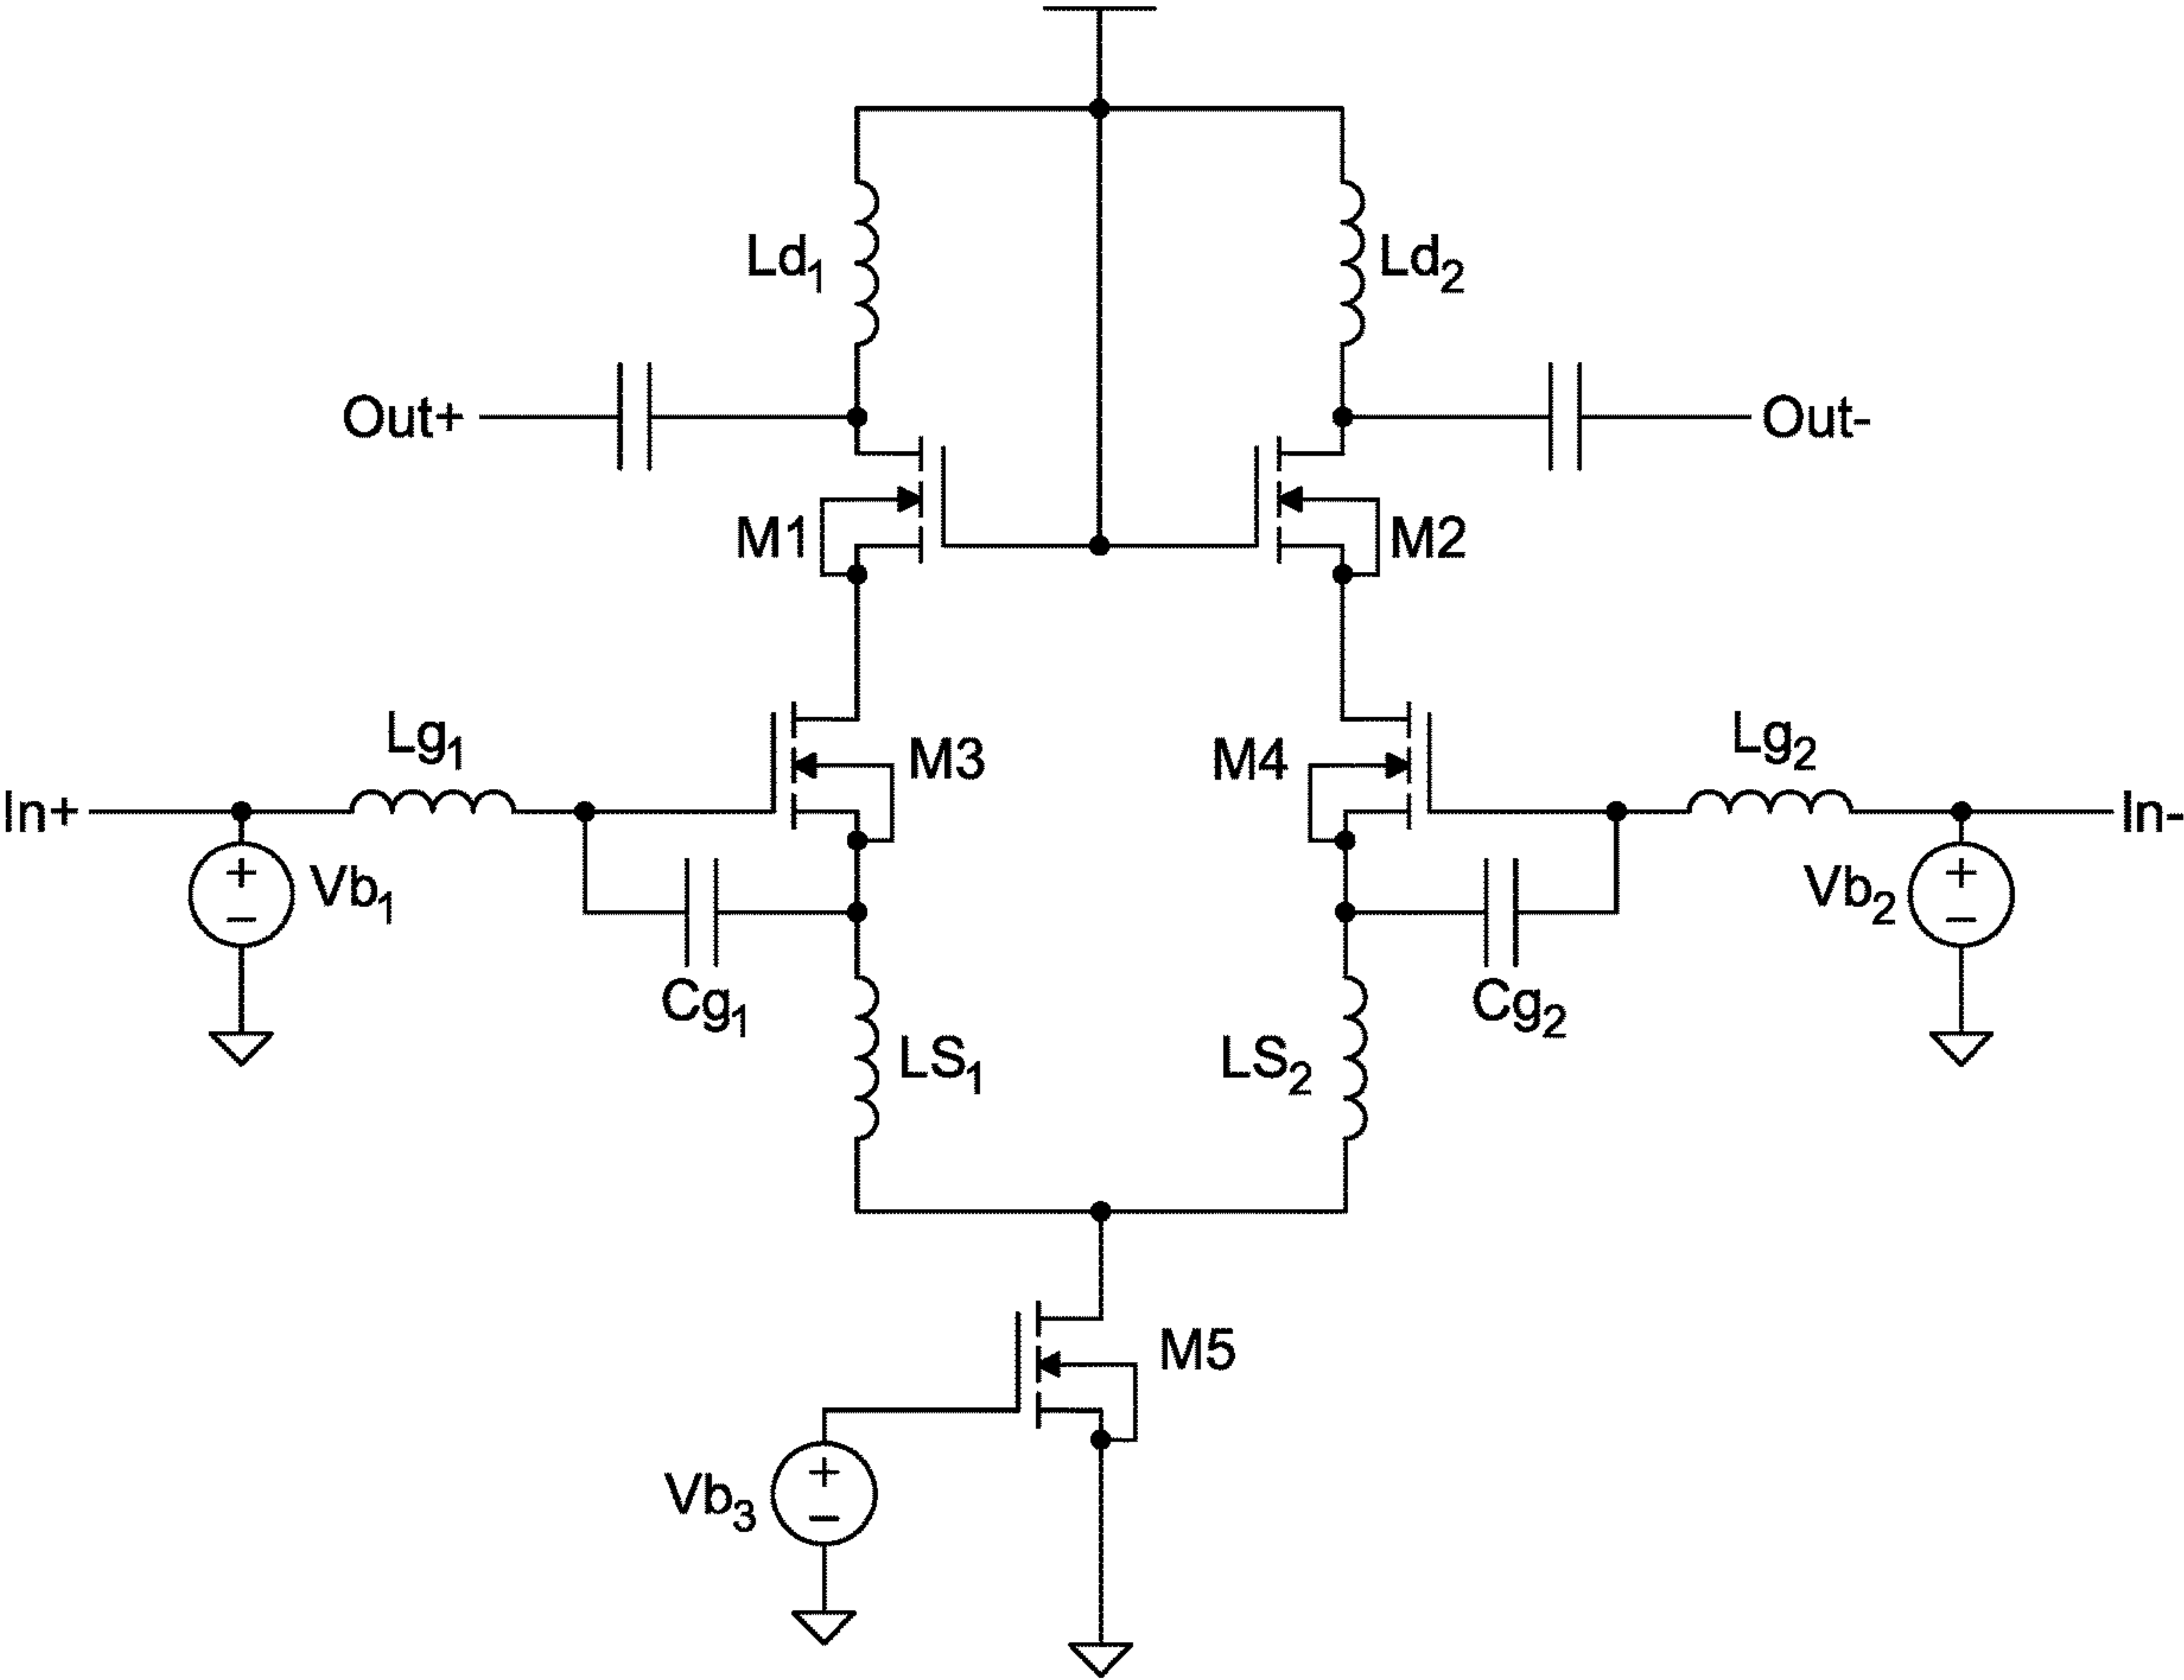 Ld1
Ld2
Out+
Out-
M1
M2
Lg1
M3
M4
Lg2
In+
In-
+
-
Vb1
Vb2
+
-
Cg1
Cg2
LS1
LS2
M5
Vb3
+
-